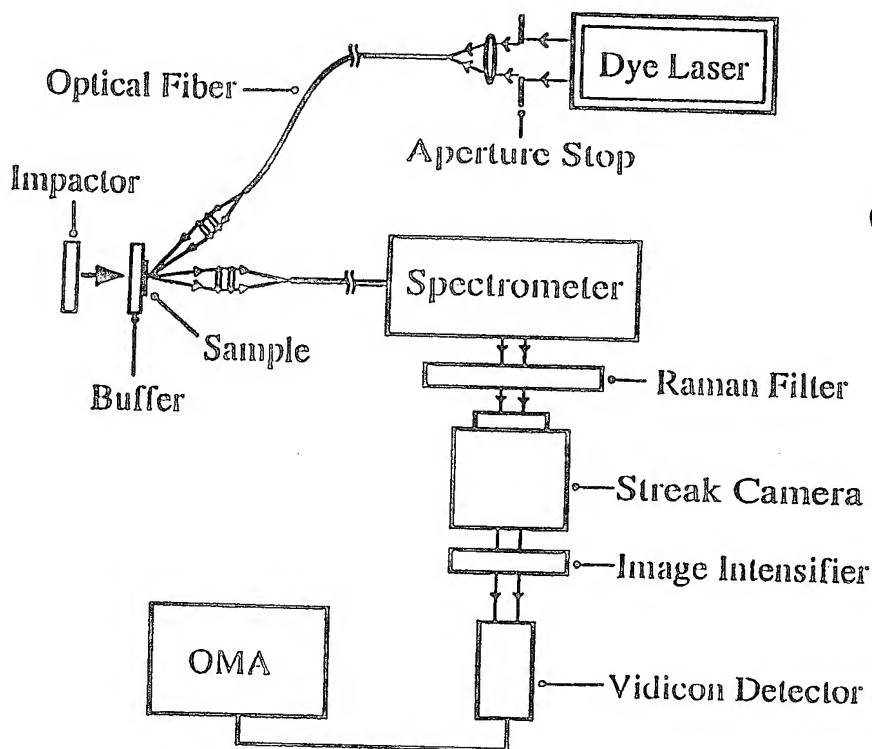 Dye Laser
Optical Fiber
Aperture Stop
Impactor
Spectrometer
Sample
Buffer
Raman Filter
Streak Camera
Image Intensifier
OMA
Vidicon Detector